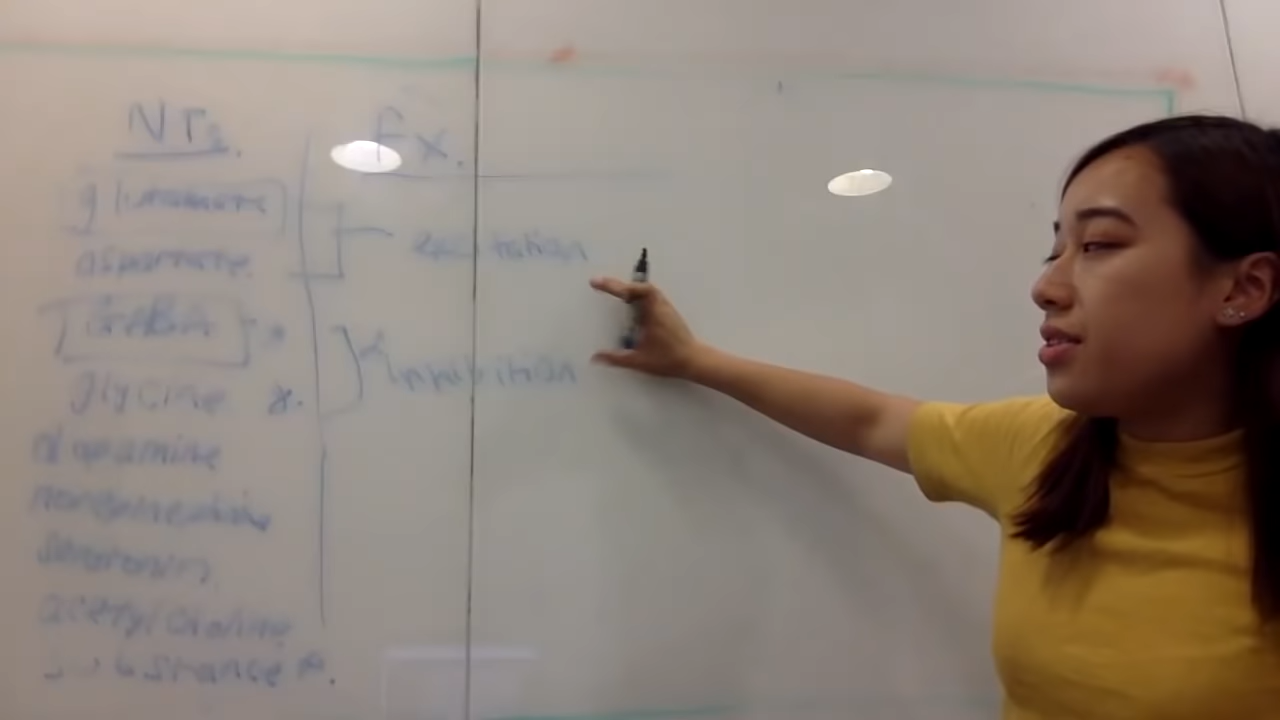 NTs. fx.
glutamate
aspartate. excitation
GABA
glycine inhibition
dopamine
norepinephrine
serotonin
acetylcholine
substance P.